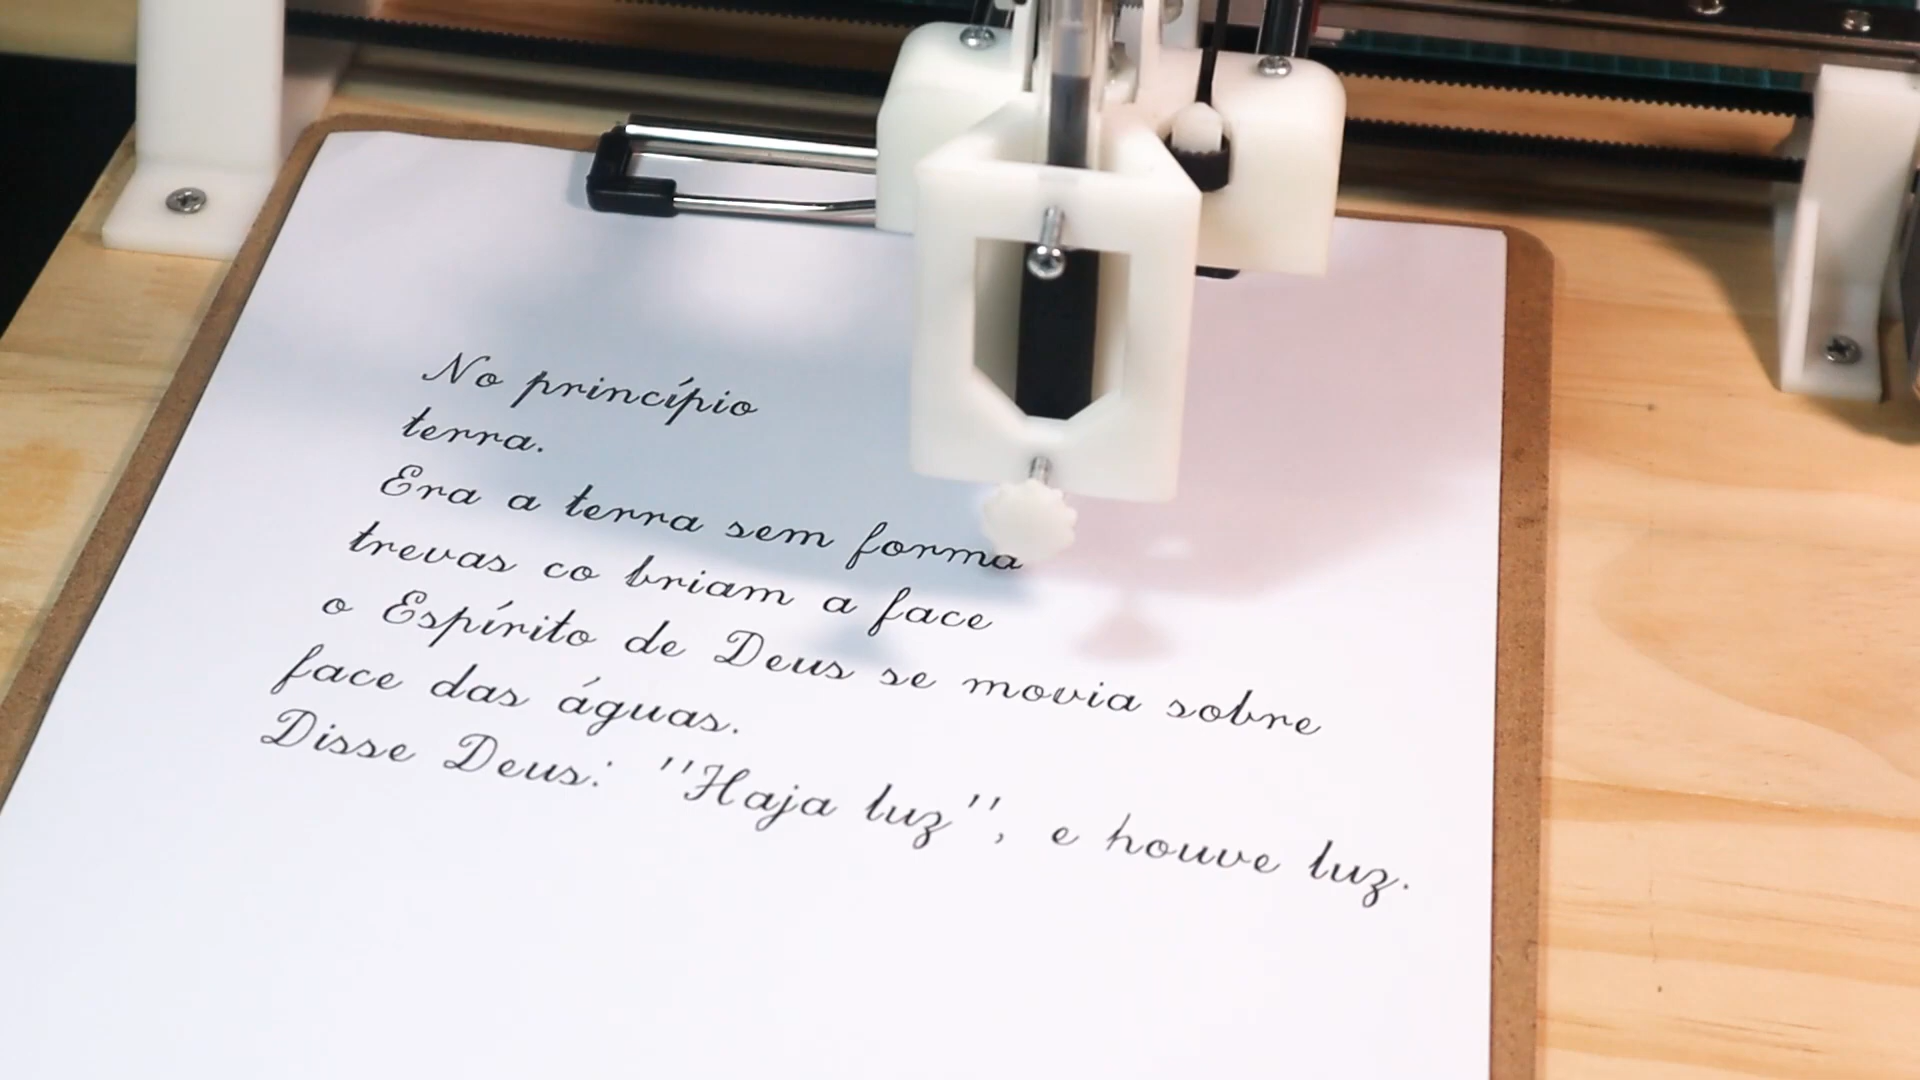 No princípio
terra.
Era a terra sem forma
trevas co briam a face
o Espírito de Deus se movia sobre
face das águas.
Disse Deus: "Haja luz", e houve luz.